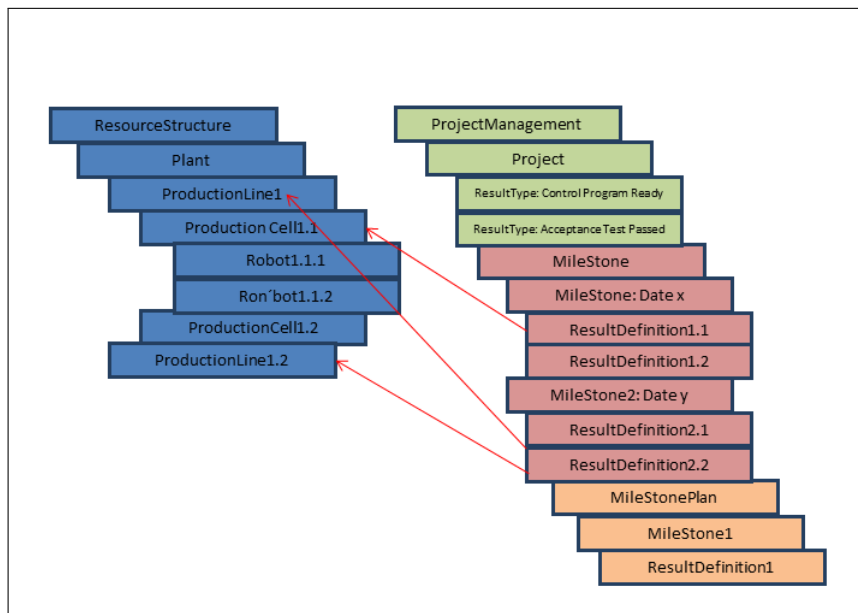 ResourceStructure
Plant
ProductionLine1
Production Cell1.1
Robot1.1.1
Ron´bot1.1.2
ProductionCell1.2
ProductionLine1.2
ProjectManagement
Project
ResultType: Control Program Ready
ResultType: Acceptance Test Passed
MileStone
MileStone: Date x
ResultDefinition1.1
ResultDefinition1.2
MileStone2: Date y
ResultDefinition2.1
ResultDefinition2.2
MileStonePlan
MileStone1
ResultDefinition1